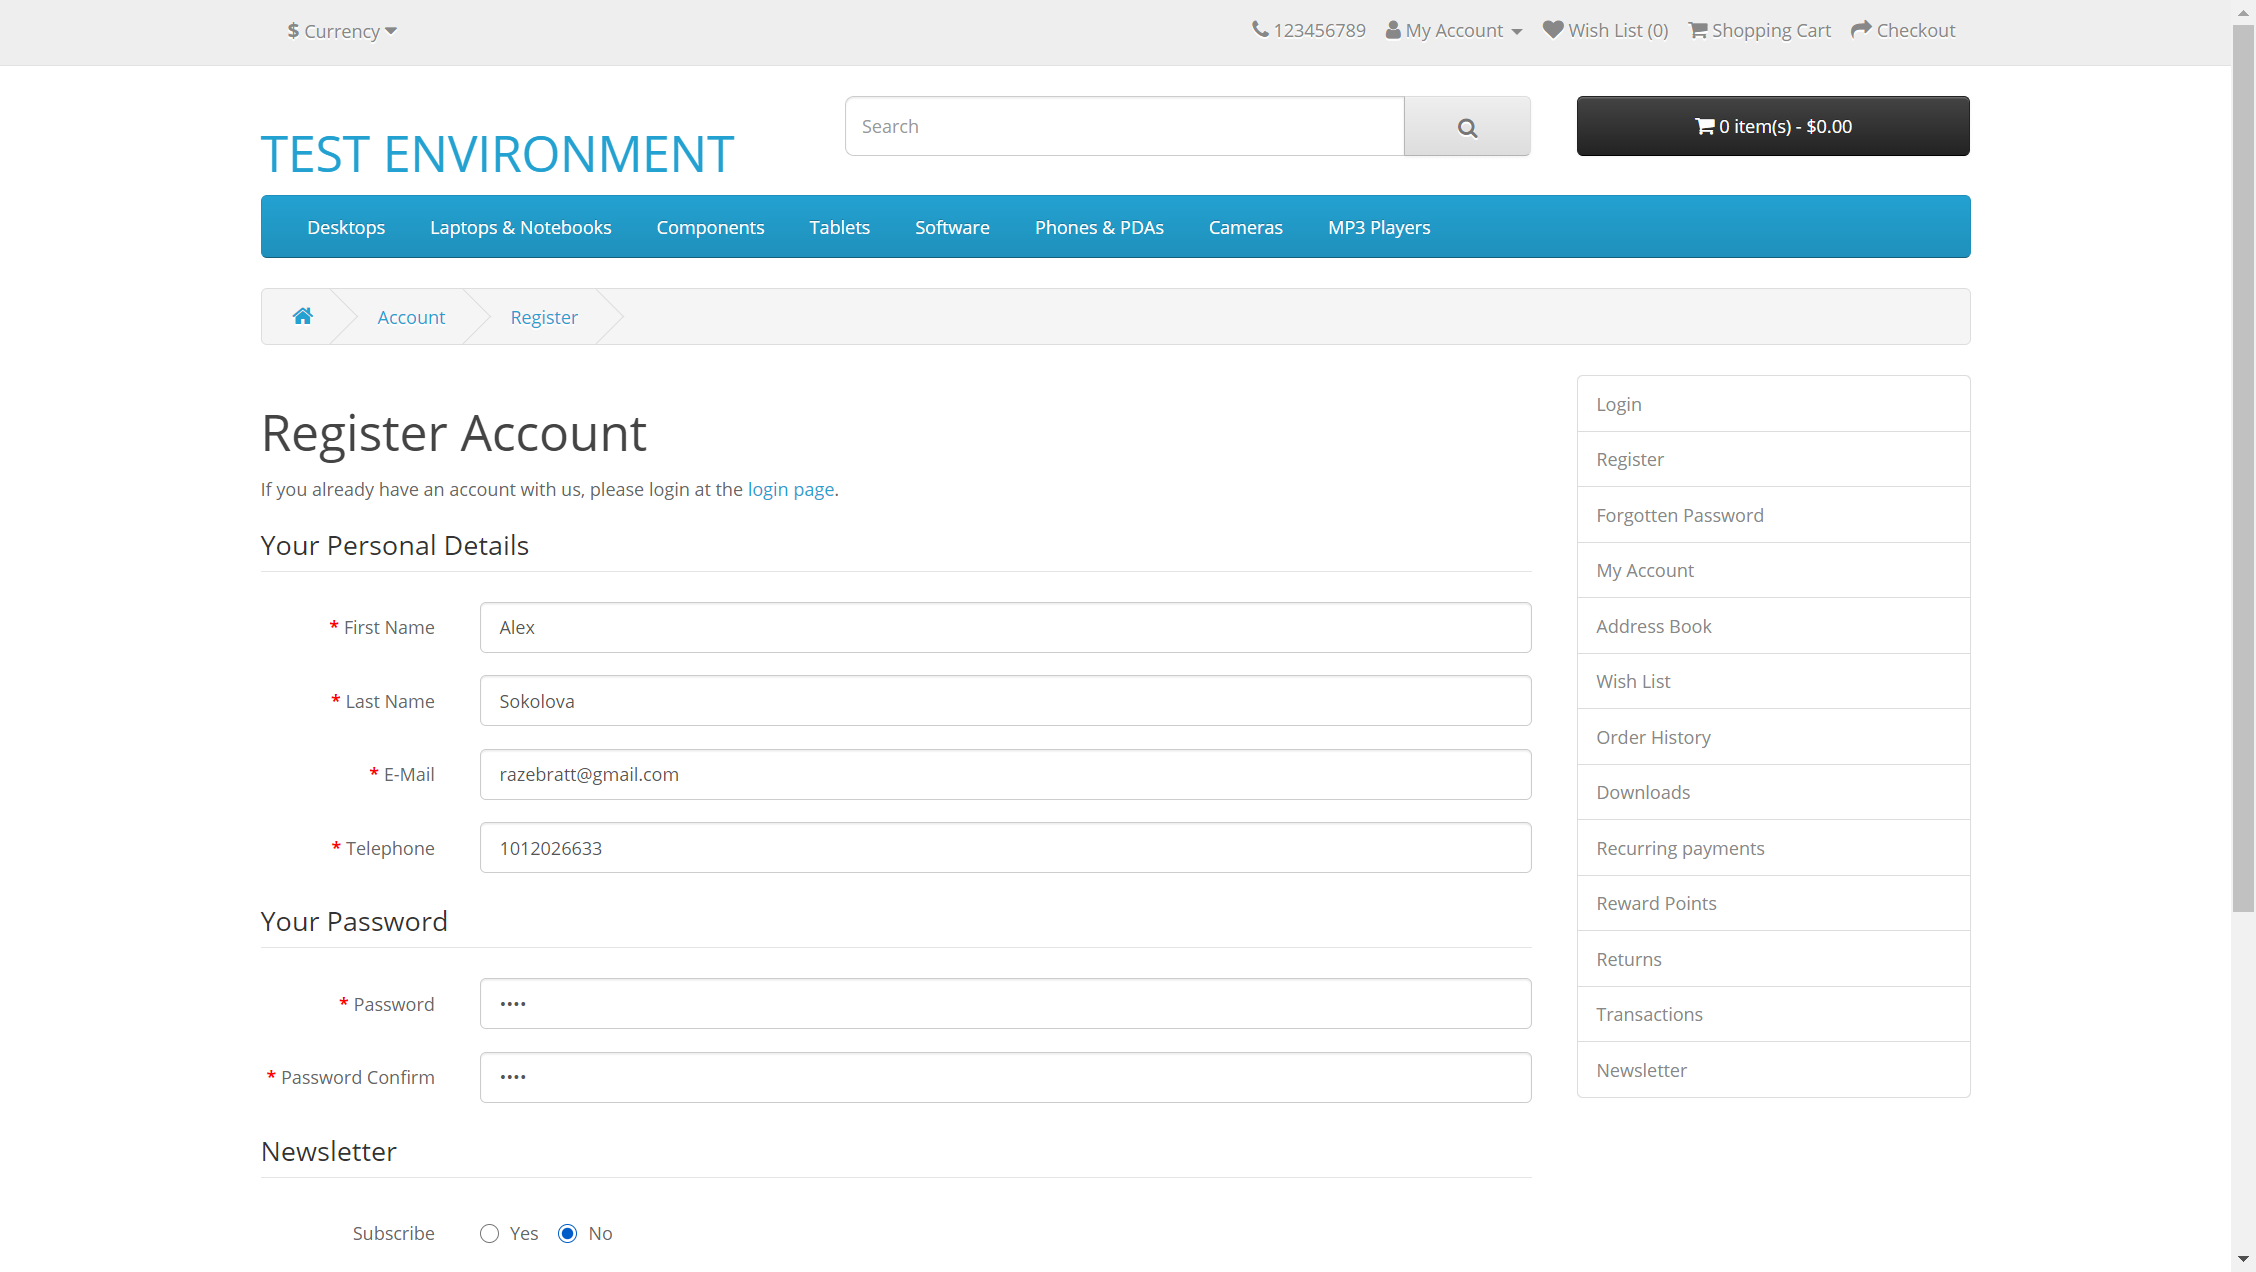 $ Currency
123456789 My Account Wish List (0) Shopping Cart Checkout
TEST ENVIRONMENT
Search
0 item(s) - $0.00
Desktops Laptops & Notebooks Components Tablets Software Phones & PDAs Cameras MP3 Players
Account Register
Register Account
If you already have an account with us, please login at the login page.
Your Personal Details
* First Name Alex
* Last Name Sokolova
* E-Mail razebratt@gmail.com
* Telephone 1012026633
Your Password
* Password ••••
* Password Confirm ••••
Newsletter
Subscribe Yes No
Login
Register
Forgotten Password
My Account
Address Book
Wish List
Order History
Downloads
Recurring payments
Reward Points
Returns
Transactions
Newsletter